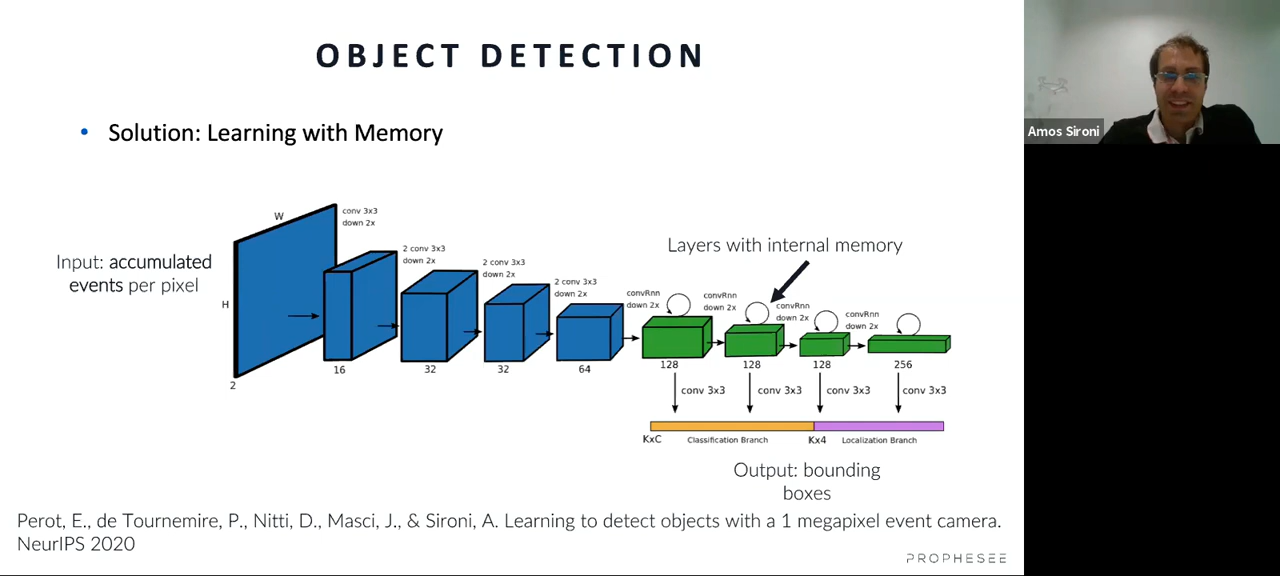 OBJECT DETECTION
• Solution: Learning with Memory
Amos Sironi
Input: accumulated
events per pixel
W
H
2
conv 3x3
down 2x
16
2 conv 3x3
down 2x
32
2 conv 3x3
down 2x
32
2 conv 3x3
down 2x
64
Layers with internal memory
convRnn
down 2x
128
convRnn
down 2x
128
convRnn
down 2x
128
convRnn
down 2x
256
conv 3x3
conv 3x3
conv 3x3
conv 3x3
KxC
Classification Branch
Kx4
Localization Branch
Output: bounding
boxes
Perot, E., de Tournemire, P., Nitti, D., Masci, J., & Sironi, A. Learning to detect objects with a 1 megapixel event camera.
NeurIPS 2020
PROPHESEE